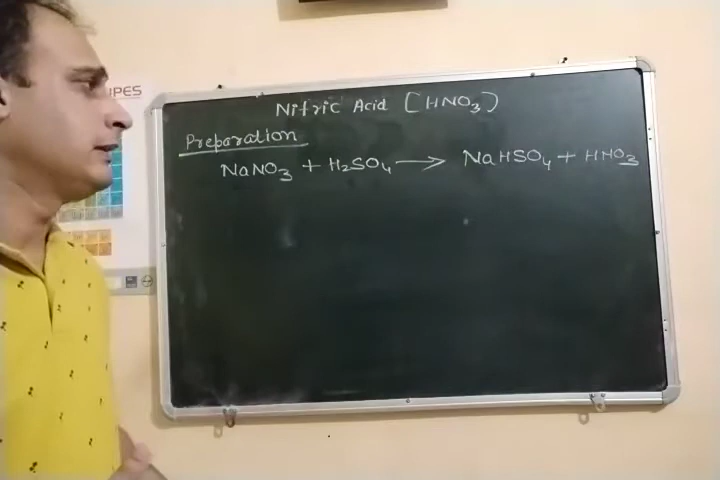 Nitric Acid [HNO₃)
Preparation
NaNO₃ + H₂SO₄ ⟶ NaHSO₄ + HNO₃